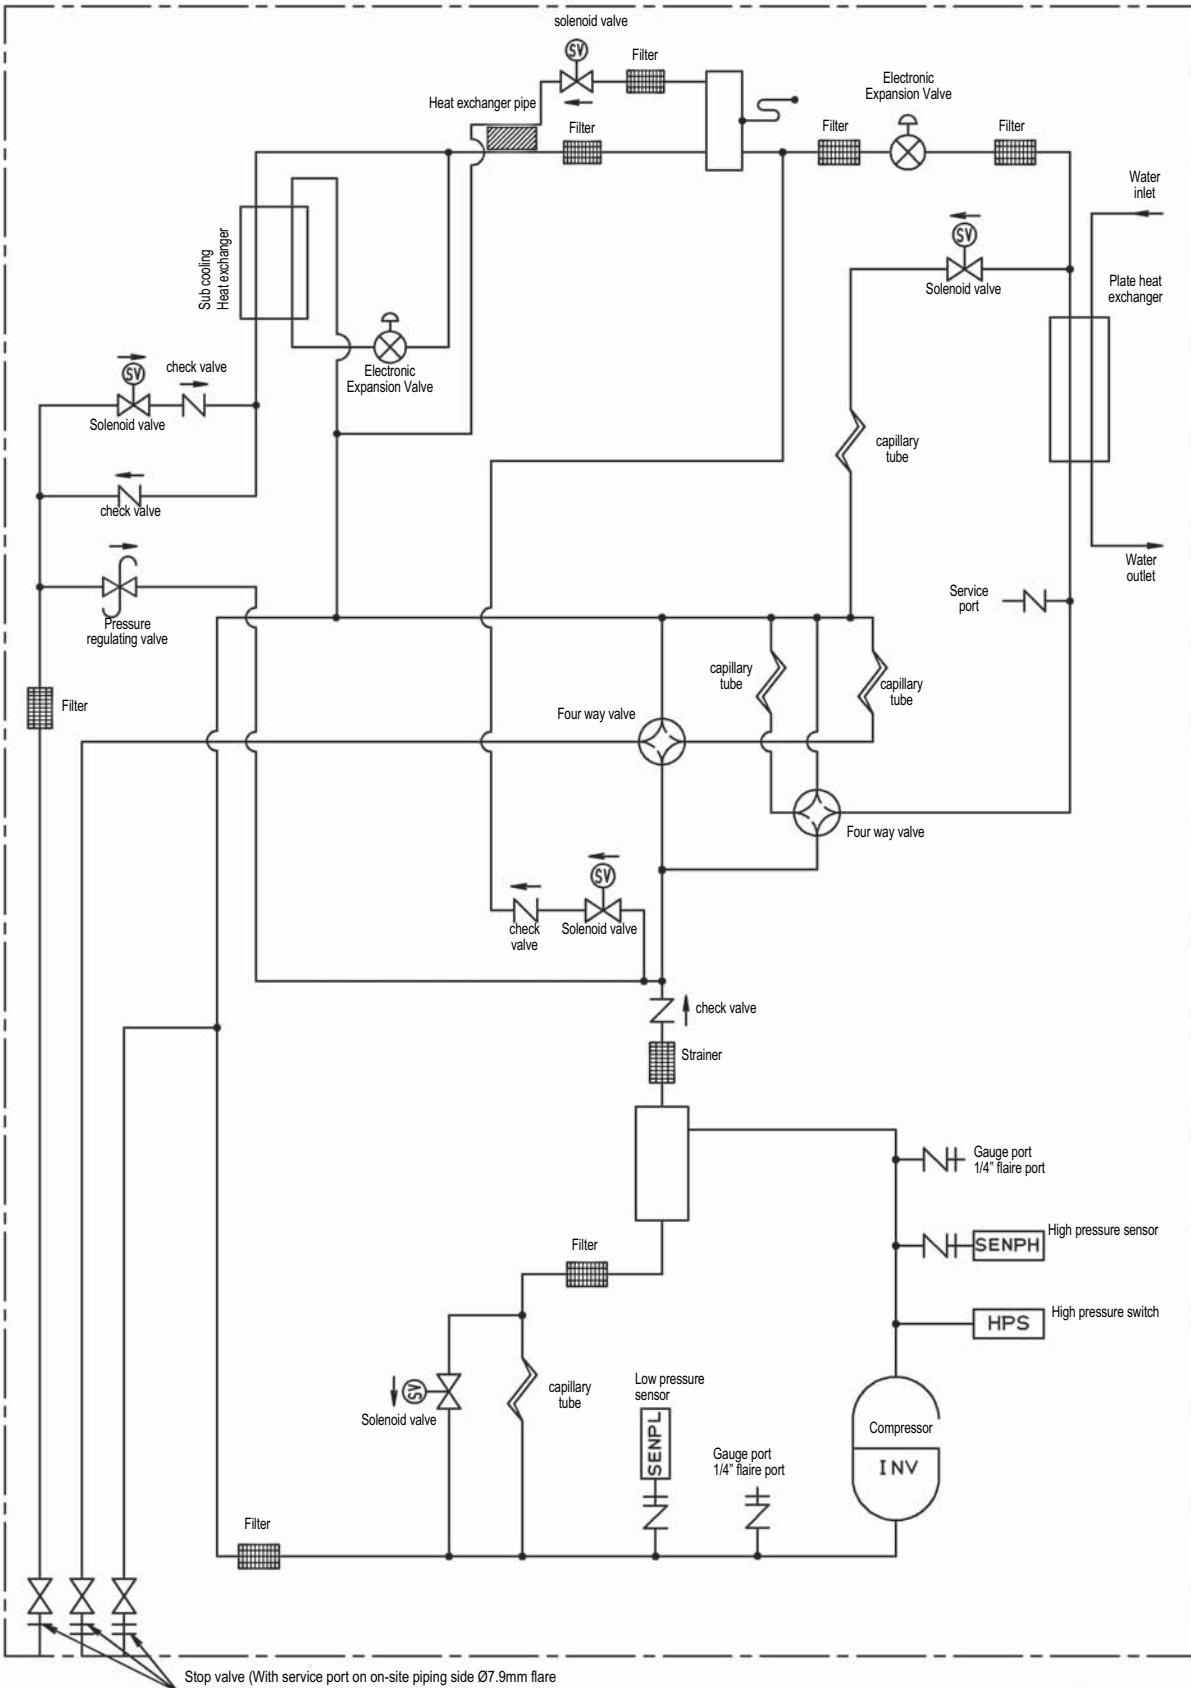 solenoid valve
SV
Filter
Electronic
Expansion Valve
Heat exchanger pipe
Filter
Filter
Filter
Water
inlet
SV
Solenoid valve
Sub cooling
Heat exchanger
Plate heat
exchanger
Electronic
Expansion Valve
SV
check valve
Solenoid valve
capillary
tube
check valve
Water
outlet
Service
port
Pressure
regulating valve
Filter
capillary
tube
capillary
tube
Four way valve
Four way valve
SV
check
valve
Solenoid valve
check valve
Strainer
Gauge port
1/4" flaire port
SENPH
High pressure sensor
Filter
HPS
High pressure switch
SV
Solenoid valve
capillary
tube
Low pressure
sensor
SENPL
Gauge port
1/4" flaire port
Compressor
INV
Filter
Stop valve (With service port on on-site piping side Ø7.9mm flare